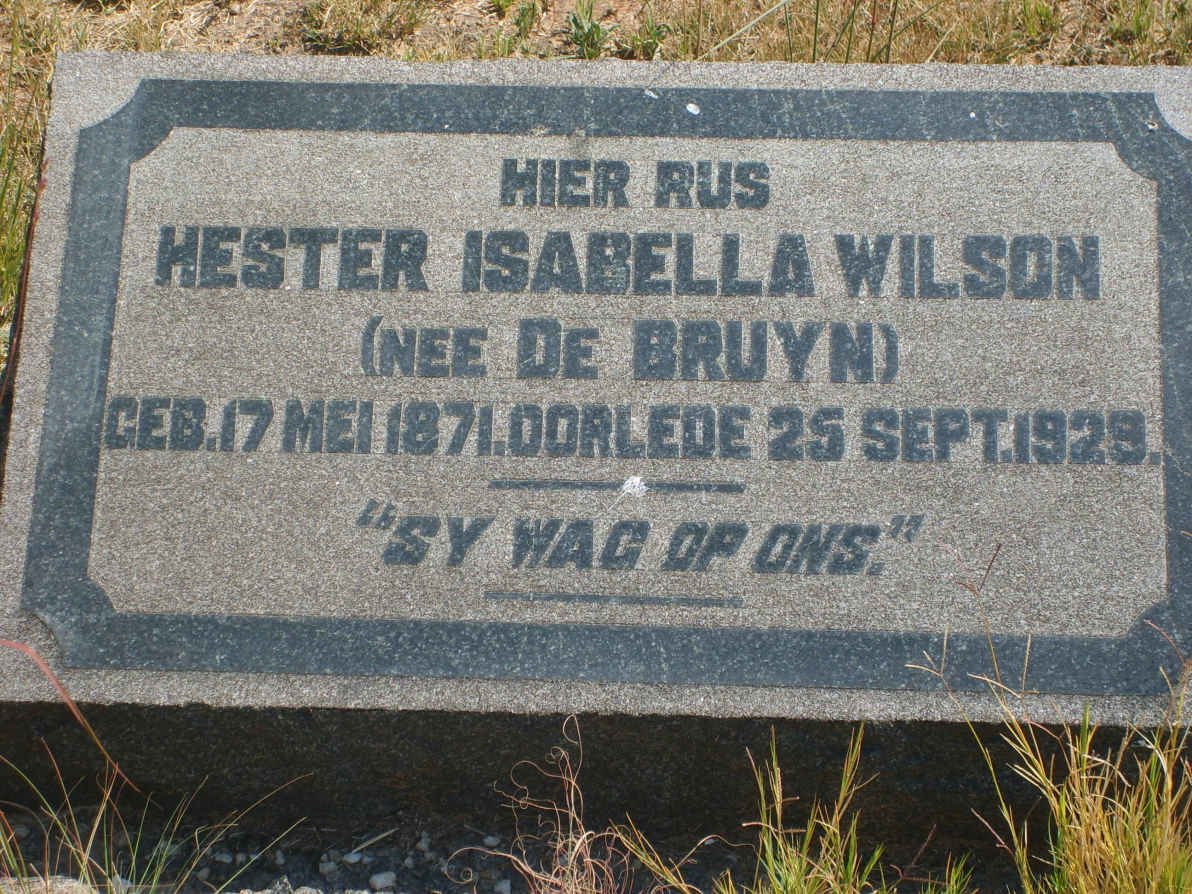 HIER RUS
HESTER ISABELLA WILSON
(NEE DE BRUYN)
GEB. 17 MEI 1871. OORLEDE 25 SEPT. 1929.
"SY WAG OP ONS."